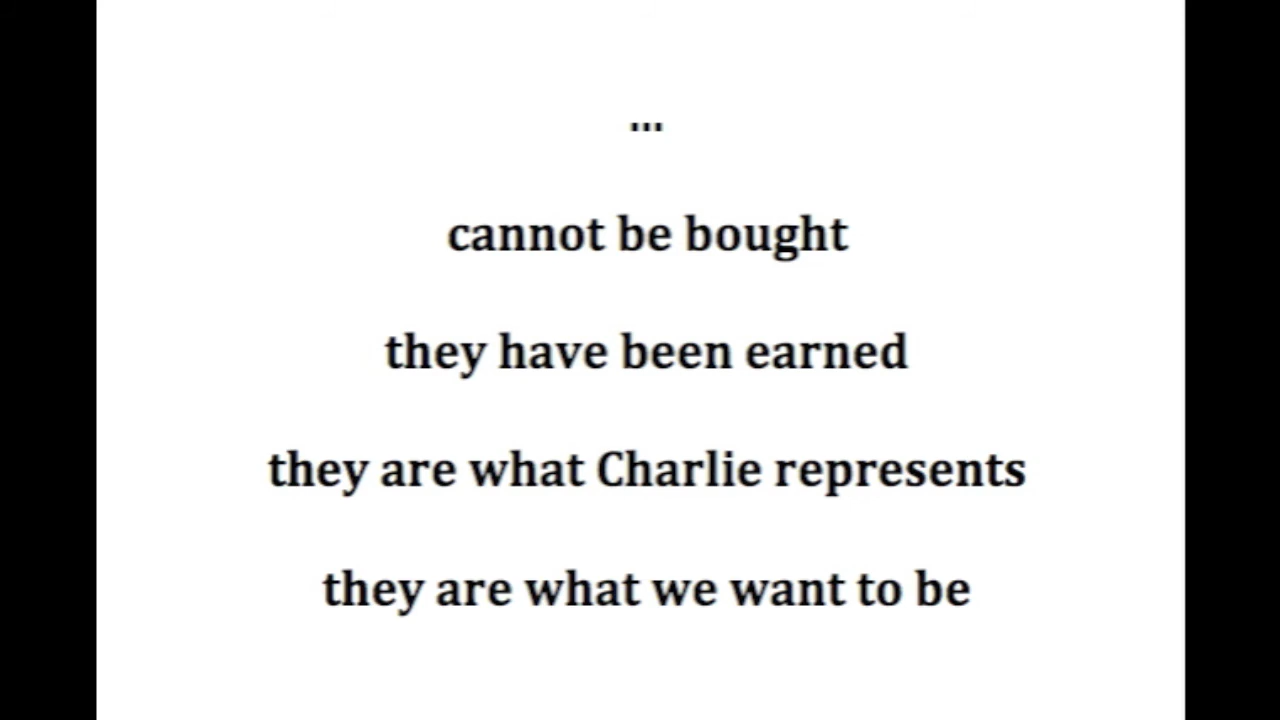 ...
cannot be bought
they have been earned
they are what Charlie represents
they are what we want to be